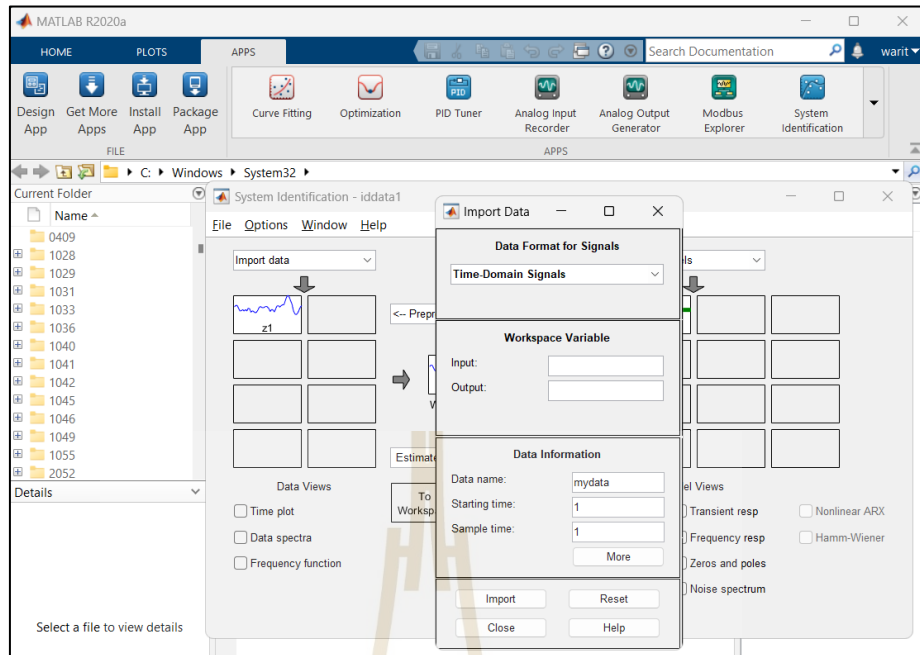 MATLAB R2020a
HOME PLOTS APPS Search Documentation warit
Design App
Get More Apps
Install App
Package App
Curve Fitting
Optimization
PID Tuner
Analog Input Recorder
Analog Output Generator
Modbus Explorer
System Identification
FILE APPS
C: Windows System32
Current Folder
Name
0409
1028
1029
1031
1033
1036
1040
1041
1042
1045
1046
1049
1055
2052
Details
Select a file to view details
System Identification - iddata1
File Options Window Help
Import data
z1
<-- Prepr
Estimate
To
Worksp
Data Views
Time plot
Data spectra
Frequency function
Import Data
Data Format for Signals
Time-Domain Signals
Workspace Variable
Input:
Output:
Data Information
Data name: mydata
Starting time: 1
Sample time: 1
More
Import Reset
Close Help
ls
el Views
Transient resp Nonlinear ARX
Frequency resp Hamm-Wiener
Zeros and poles
Noise spectrum